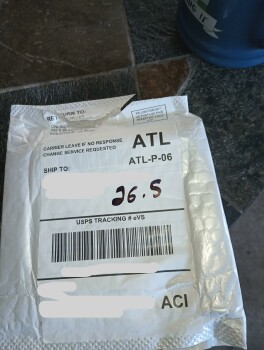 RETURN TO:
CARRIER LEAVE IF NO RESPONSE
CHANGE SERVICE REQUESTED
ATL
ATL-P-06
SHIP TO:
26.5
USPS TRACKING # eVS
ACI